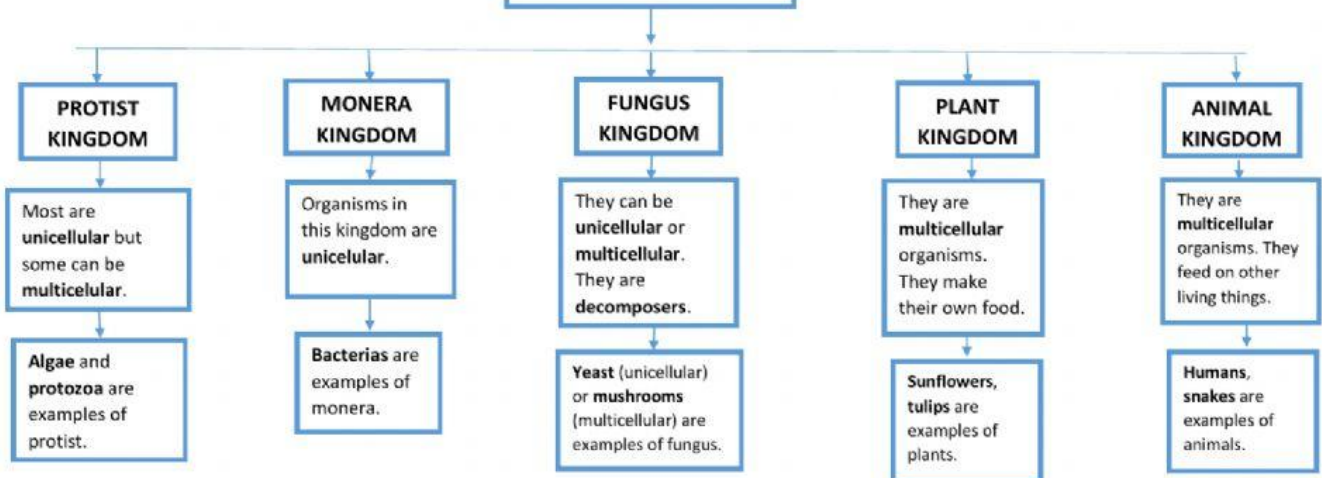 PROTIST
KINGDOM
Most are
unicellular but
some can be
multicelular.
Algae and
protozoa are
examples of
protist.
MONERA
KINGDOM
Organisms in
this kingdom are
unicelular.
Bacterias are
examples of
monera.
FUNGUS
KINGDOM
They can be
unicellular or
multicellular.
They are
decomposers.
Yeast (unicellular)
or mushrooms
(multicellular) are
examples of fungus.
PLANT
KINGDOM
They are
multicellular
organisms.
They make
their own food.
Sunflowers,
tulips are
examples of
plants.
ANIMAL
KINGDOM
They are
multicellular
organisms. They
feed on other
living things.
Humans,
snakes are
examples of
animals.